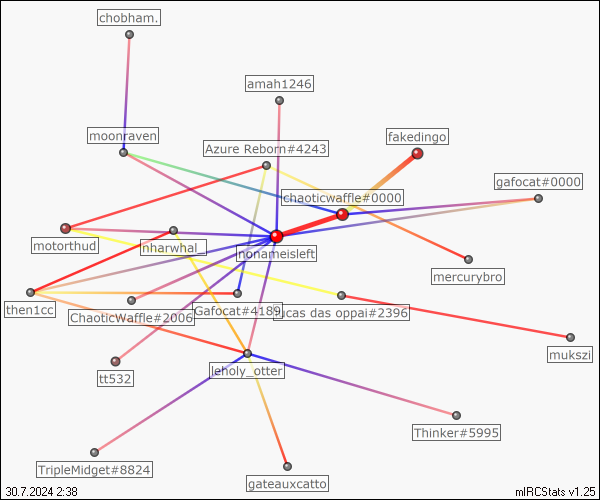 chobham.
amah1246
moonraven
fakedingo
Azure Reborn#4243
gafocat#0000
chaoticwaffle#0000
motorthud
nharwhal_
nonameisleft
mercurybro
then1cc
ChaoticWaffle#2006
Gafocat#4189
lucas das oppai#2396
mukszi
tt532
leholy_otter
Thinker#5995
TripleMidget#8824
gateauxcatto
30.7.2024 2:38
mIRCStats v1.25